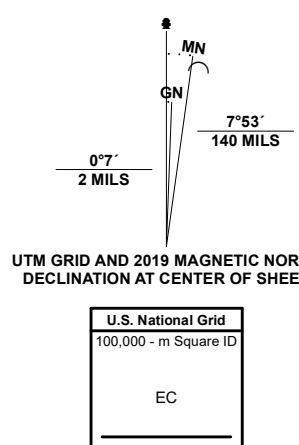 MN
GN
7°53´
140 MILS
0°7´
2 MILS
UTM GRID AND 2019 MAGNETIC NOR
DECLINATION AT CENTER OF SHEE
U.S. National Grid
100,000 - m Square ID
EC